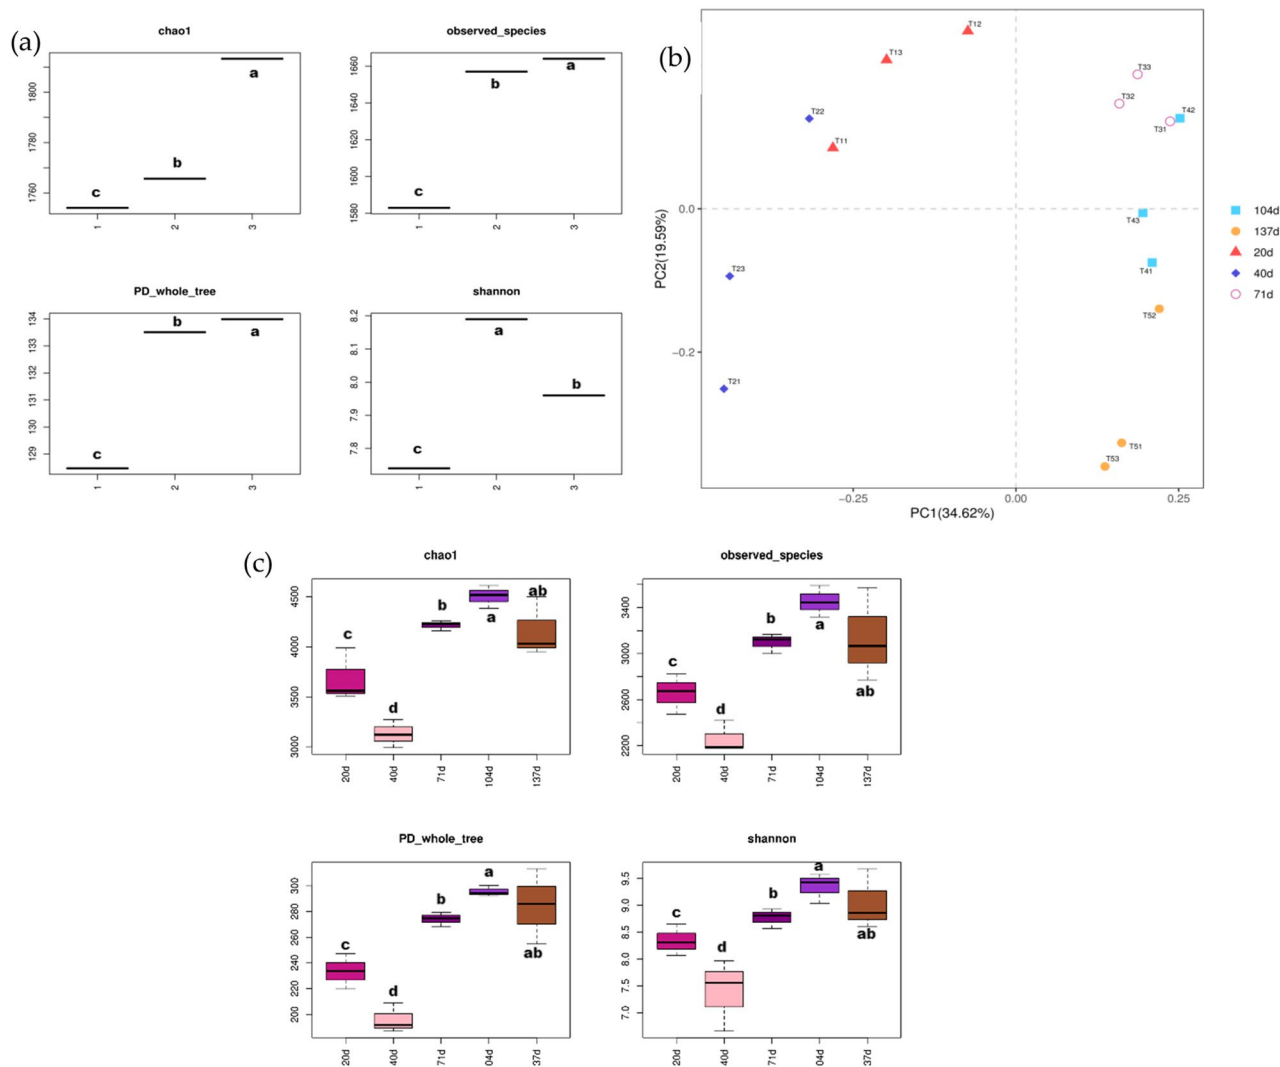 (a)
chao1
1800
1780
1760
c
b
a
1
2
3
observed_species
1660
1640
1620
1600
1580
c
b
a
1
2
3
PD_whole_tree
134
133
132
131
130
129
c
b
a
1
2
3
shannon
8.2
8.1
8.0
7.9
7.8
c
a
b
1
2
3
(b)
T12
T13
T33
T32
T22
T42
T31
T11
T43
T23
T41
T52
T21
T51
T53
0.0
−0.2
PC2(19.59%)
−0.25
0.00
0.25
PC1(34.62%)
104d
137d
20d
40d
71d
(c)
chao1
4500
4000
3500
3000
c
d
b
a
ab
20d
40d
71d
104d
137d
observed_species
3400
3000
2600
2200
c
d
b
a
ab
20d
40d
71d
104d
137d
PD_whole_tree
300
280
260
240
220
200
c
d
b
a
ab
20d
40d
71d
04d
37d
shannon
9.5
9.0
8.5
8.0
7.5
7.0
c
d
b
a
ab
20d
40d
71d
04d
37d